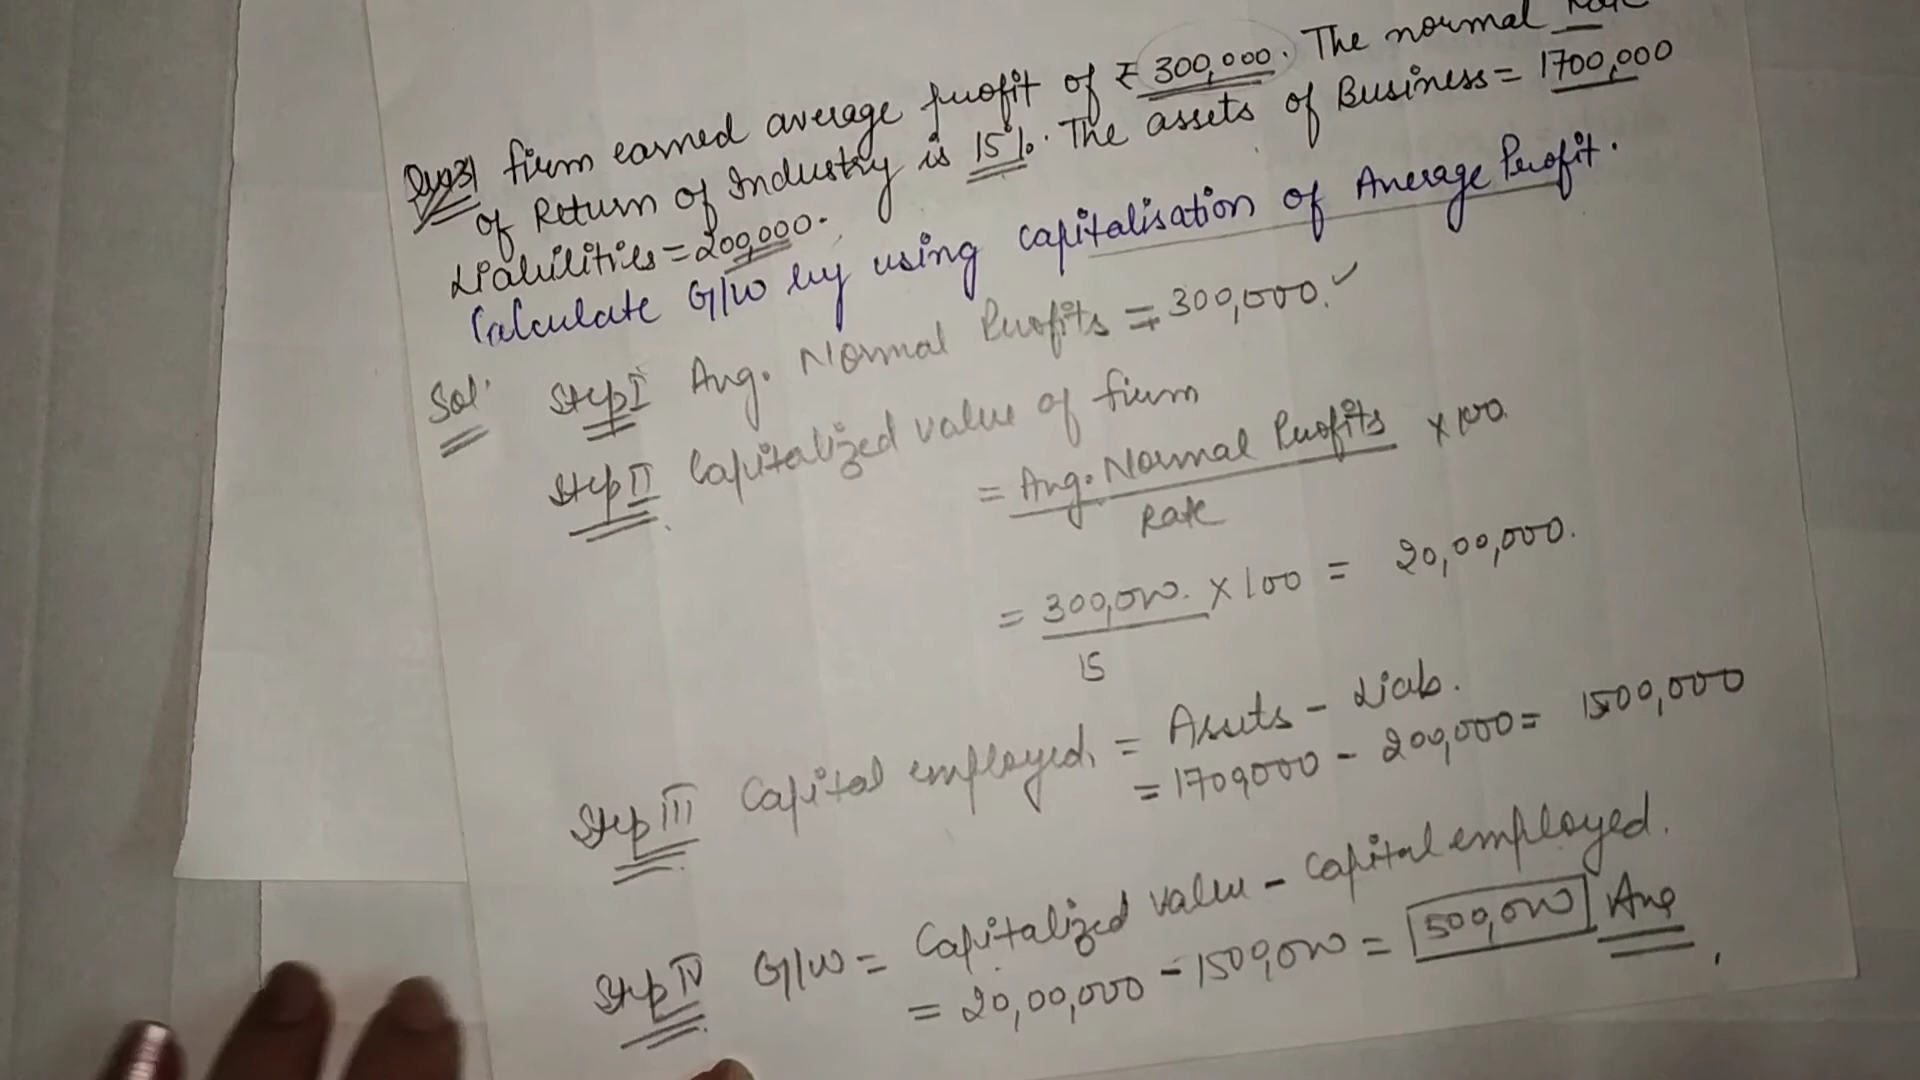 Ques3) firm earned average profit of ₹ 300,000. The normal Rate
of Return of Industry is 15%. The assets of Business = 1700,000
Liabilities = 200,000.
Calculate G/W by using capitalisation of Average Profit.
Sol. Step I Avg. Normal Profits = 300,000. ✓
Step II Capitalized value of firm
= Avg. Normal Profits x 100
Rate
= 300,000. x 100 = 20,00,000.
15
Step III Capital employed, = Assets - Liab.
= 1700000 - 200,000 = 1500,000
Step IV G/W = Capitalized value - Capital employed.
= 20,00,000 - 1500,000 = 500,000 Ans